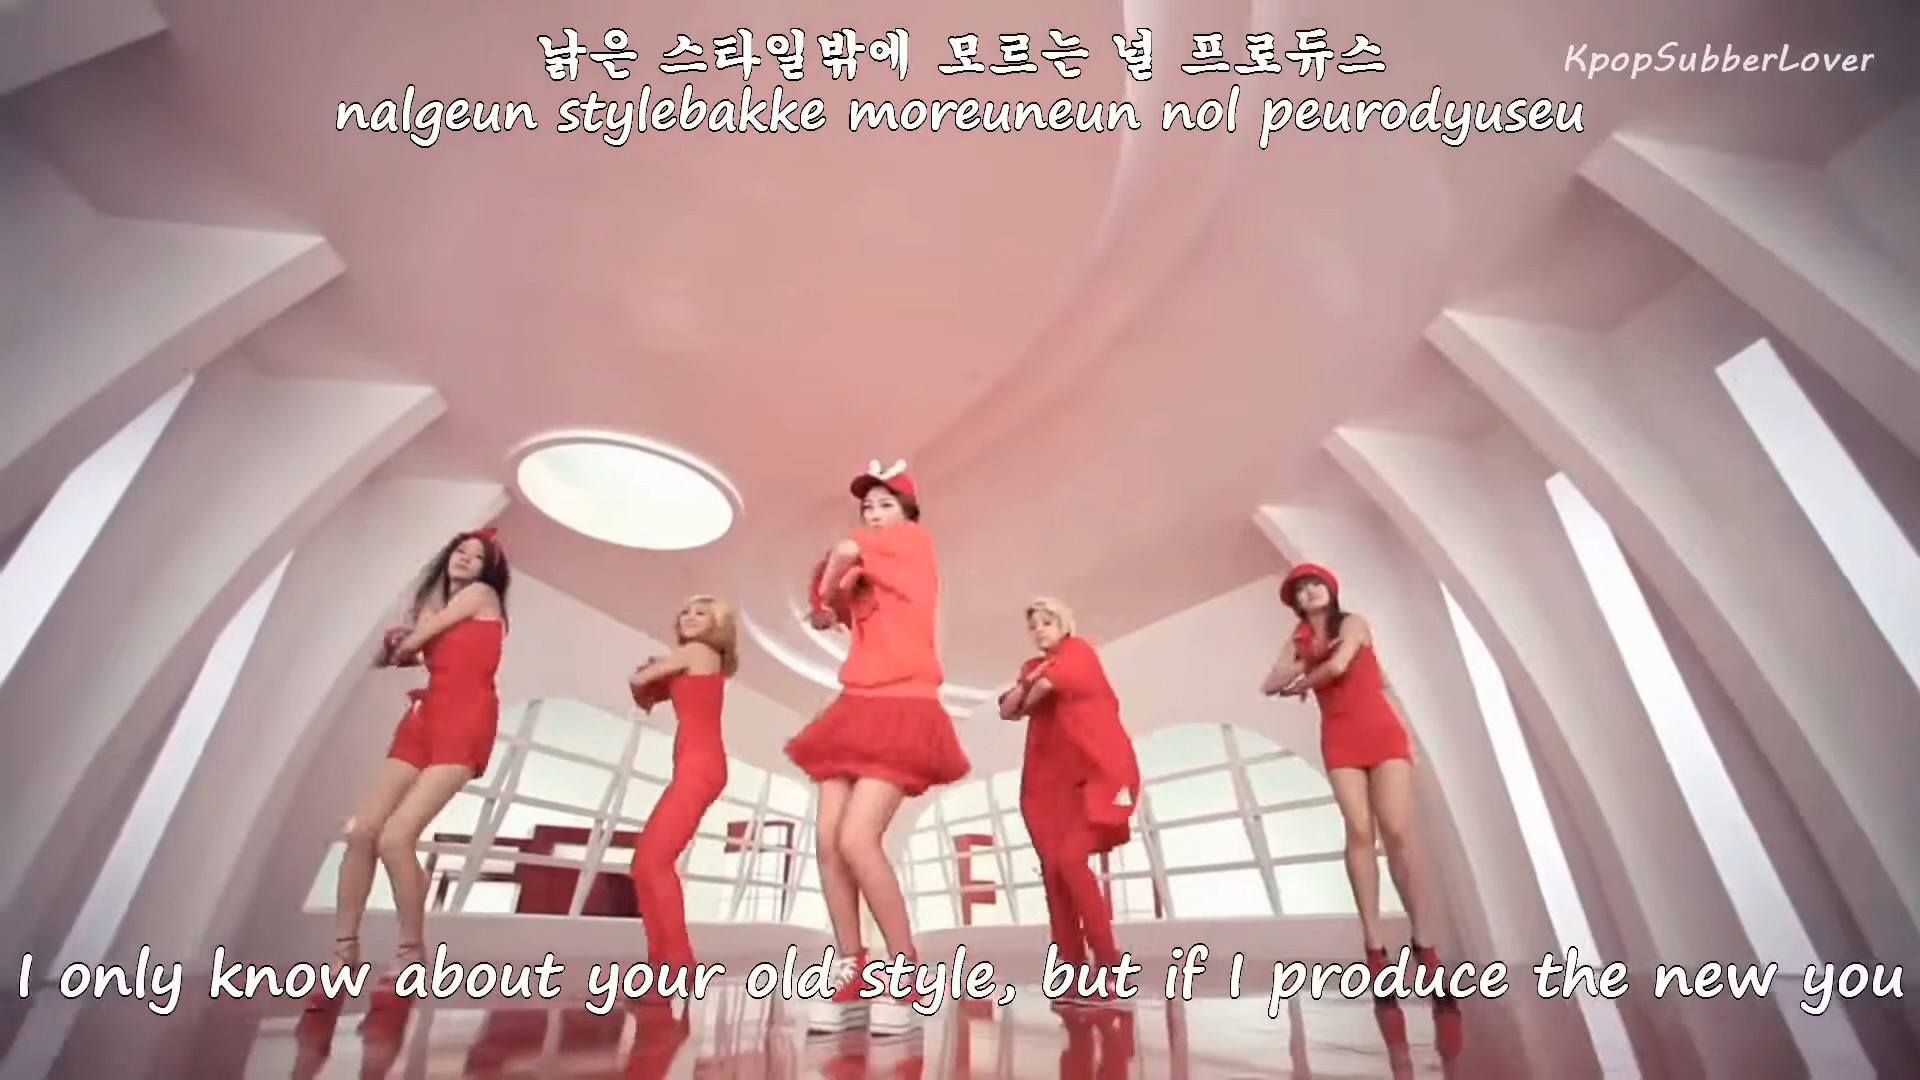 낡은 스타일밖에 모르는 널 프로듀스
KpopSubberLover
nalgeun stylebakke moreuneun nol peurodyuseu
I only know about your old style, but if I produce the new you